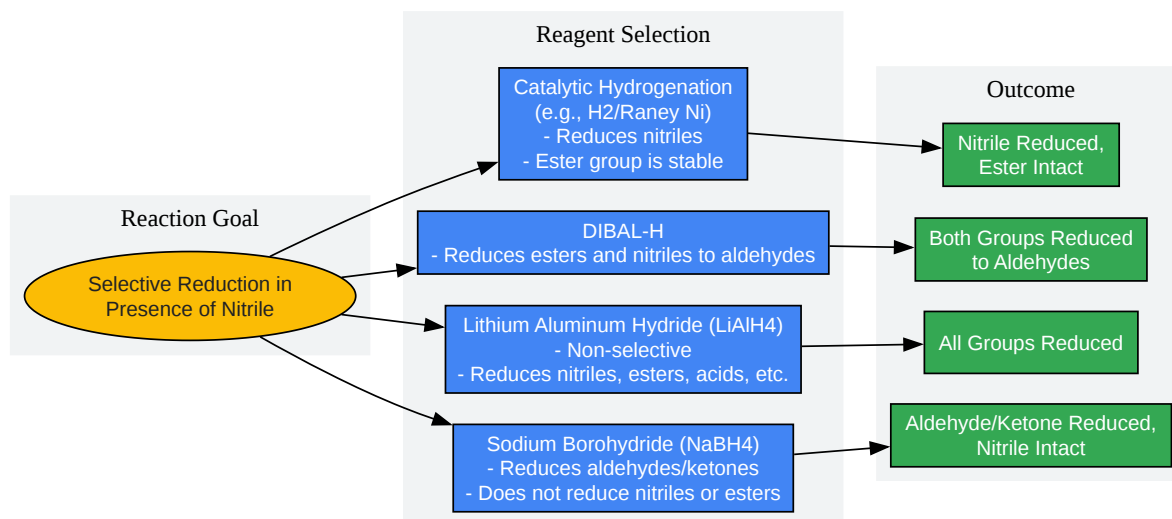 Reaction Goal
Selective Reduction in
Presence of Nitrile
Reagent Selection
Catalytic Hydrogenation
(e.g., H2/Raney Ni)
- Reduces nitriles
- Ester group is stable
DIBAL-H
- Reduces esters and nitriles to aldehydes
Lithium Aluminum Hydride (LiAlH4)
- Non-selective
- Reduces nitriles, esters, acids, etc.
Sodium Borohydride (NaBH4)
- Reduces aldehydes/ketones
- Does not reduce nitriles or esters
Outcome
Nitrile Reduced,
Ester Intact
Both Groups Reduced
to Aldehydes
All Groups Reduced
Aldehyde/Ketone Reduced,
Nitrile Intact